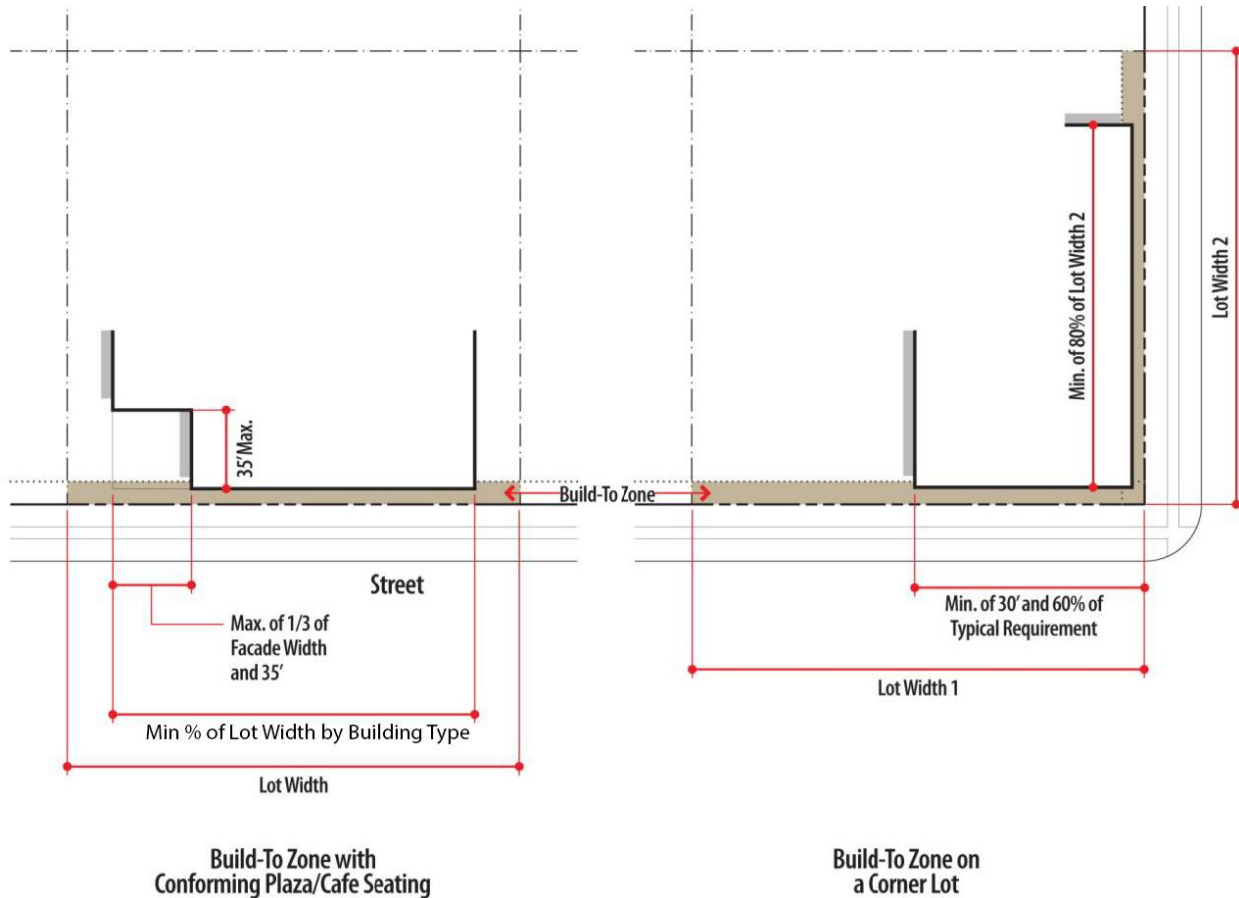 35' Max.
Build-To Zone
Street
Max. of 1/3 of
Facade Width
and 35'
Min % of Lot Width by Building Type
Lot Width
Build-To Zone with
Conforming Plaza/Cafe Seating
Min. of 80% of Lot Width 2
Lot Width 2
Min. of 30' and 60% of
Typical Requirement
Lot Width 1
Build-To Zone on
a Corner Lot